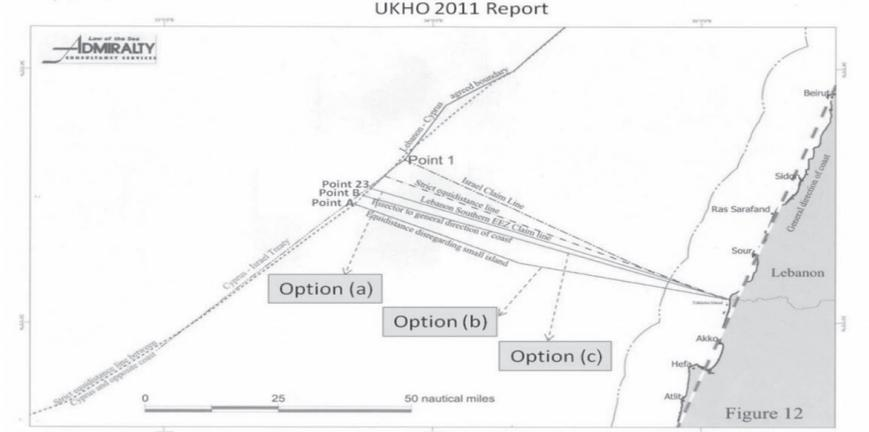 UKHO 2011 Report
Law of the Sea
ADMIRALTY
CONSULTANCY SERVICES
Lebanon - Cyprus agreed boundary
Beirut
Point 1
Sidon
Point 23
Point B
Point A
Israel Claim Line
Strict equidistance line
Lebanon Southern EEZ Claim line
Bisector to general direction of coast
Equidistance disregarding small island
General direction of coast
Ras Sarafand
Sour
Cyprus - Israel Treaty
Lebanon
Option (a)
Option (b)
Option (c)
Akko
Hefa
Atlit
Strict equidistance line between
Cyprus and opposite coast
0 25 50 nautical miles
Figure 12